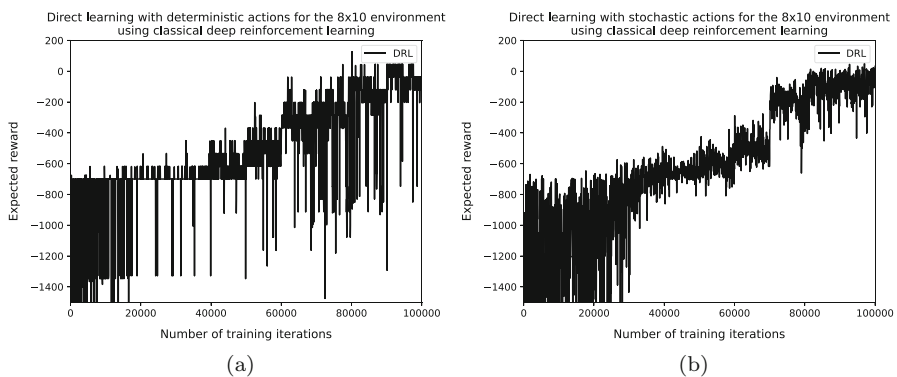 Direct learning with deterministic actions for the 8x10 environment
using classical deep reinforcement learning
200
0
−200
−400
−600
−800
−1000
−1200
−1400
Expected reward
DRL
0
20000
40000
60000
80000
100000
Number of training iterations
(a)
Direct learning with stochastic actions for the 8x10 environment
using classical deep reinforcement learning
200
0
−200
−400
−600
−800
−1000
−1200
−1400
Expected reward
DRL
0
20000
40000
60000
80000
100000
Number of training iterations
(b)